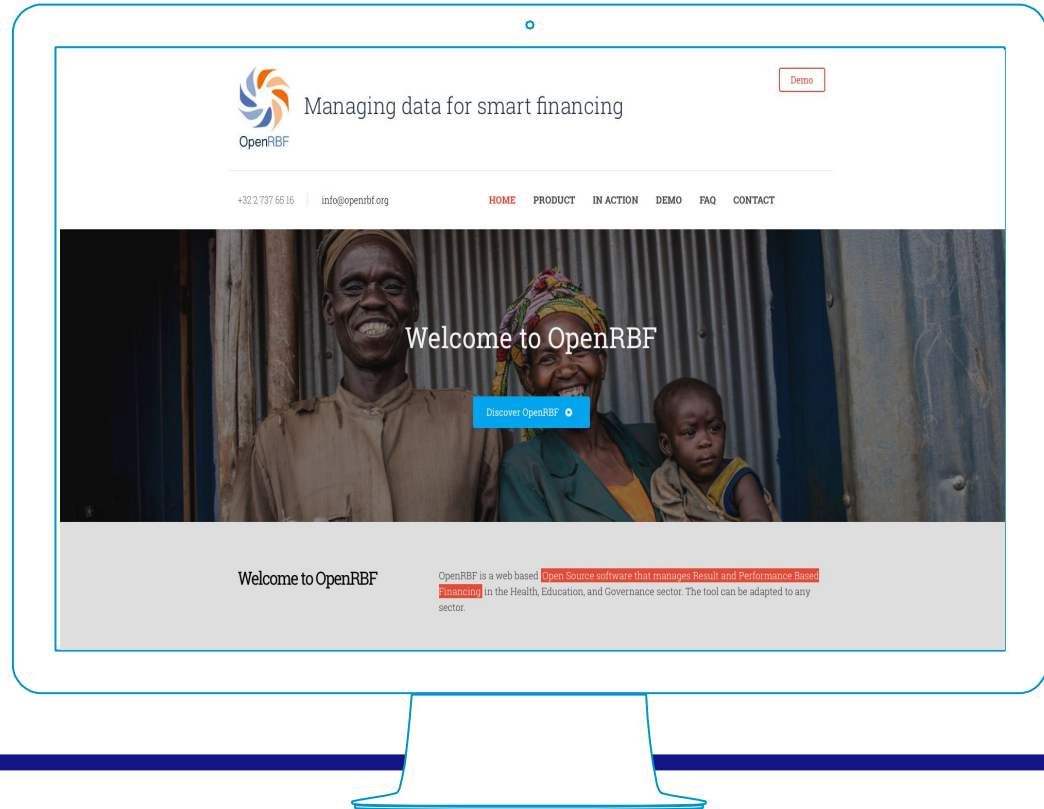 Demo
Managing data for smart financing
OpenRBF
+32 2 737 65 16 info@openrbf.org HOME PRODUCT IN ACTION DEMO FAQ CONTACT
Welcome to OpenRBF
Discover OpenRBF
Welcome to OpenRBF
OpenRBF is a web based Open Source software that manages Result and Performance Based
Financing in the Health, Education, and Governance sector. The tool can be adapted to any
sector.